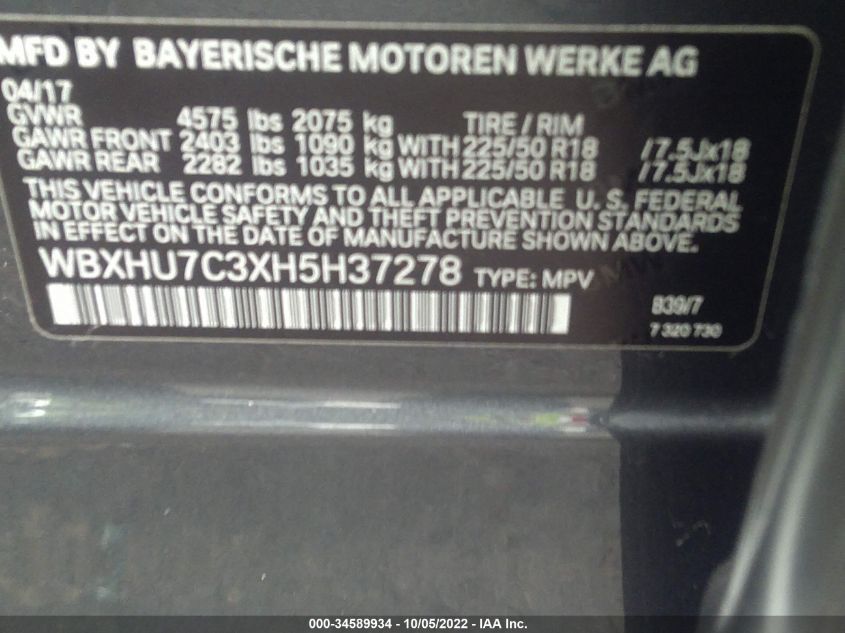 MFD BY BAYERISCHE MOTOREN WERKE AG
04/17
GVWR 4575 lbs 2075 kg TIRE / RIM
GAWR FRONT 2403 lbs 1090 kg WITH 225/50 R18 /7.5Jx18
GAWR REAR 2282 lbs 1035 kg WITH 225/50 R18 /7.5Jx18
THIS VEHICLE CONFORMS TO ALL APPLICABLE U. S. FEDERAL
MOTOR VEHICLE SAFETY AND THEFT PREVENTION STANDARDS
IN EFFECT ON THE DATE OF MANUFACTURE SHOWN ABOVE.
WBXHU7C3XH5H37278 TYPE: MPV
B39/7
7 320 730
000-34589934 - 10/05/2022 - IAA Inc.